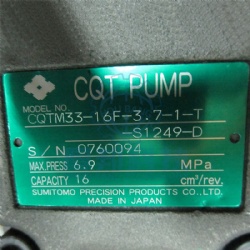 CQT PUMP
MODEL NO. CQTM33-16F-3.7-1-T
-S1249-D
S/N 0760094
MAX.PRESS 6.9 MPa
CAPACITY 16 cm³/rev.
SUMITOMO PRECISION PRODUCTS CO., LTD.
MADE IN JAPAN